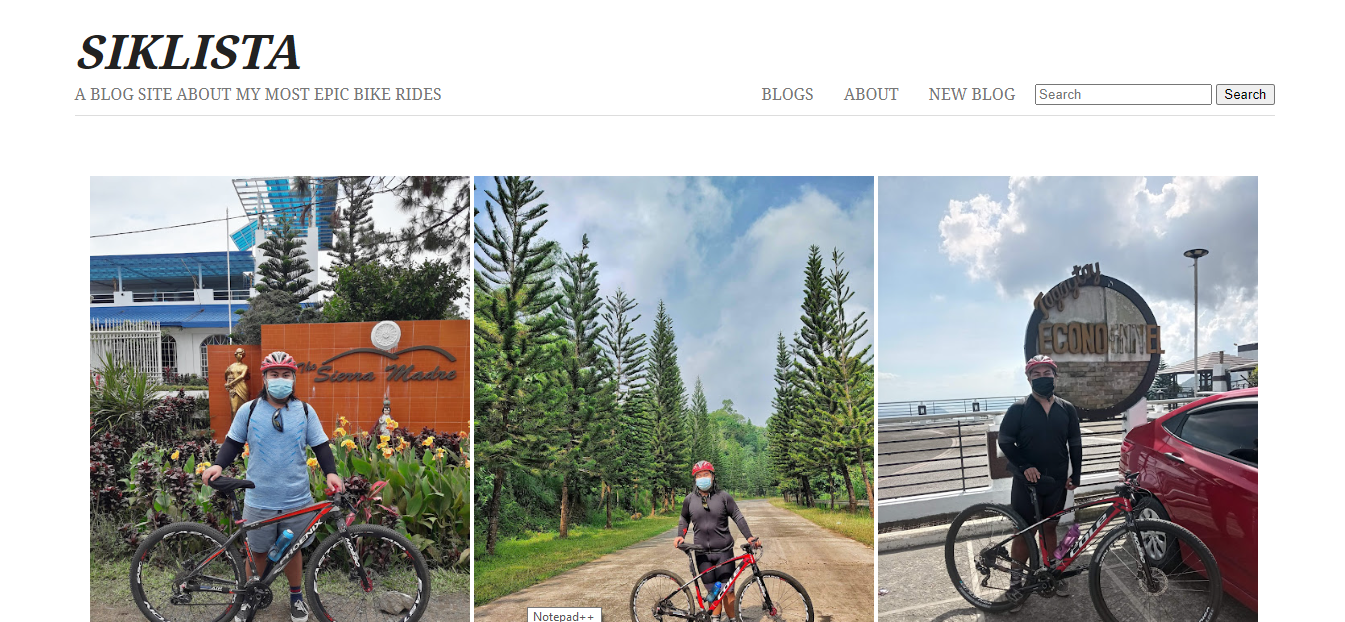 SIKLISTA
A BLOG SITE ABOUT MY MOST EPIC BIKE RIDES
BLOGS ABOUT NEW BLOG Search Search
The Sierra Madre
Tagaytay
ECONO
Notepad++